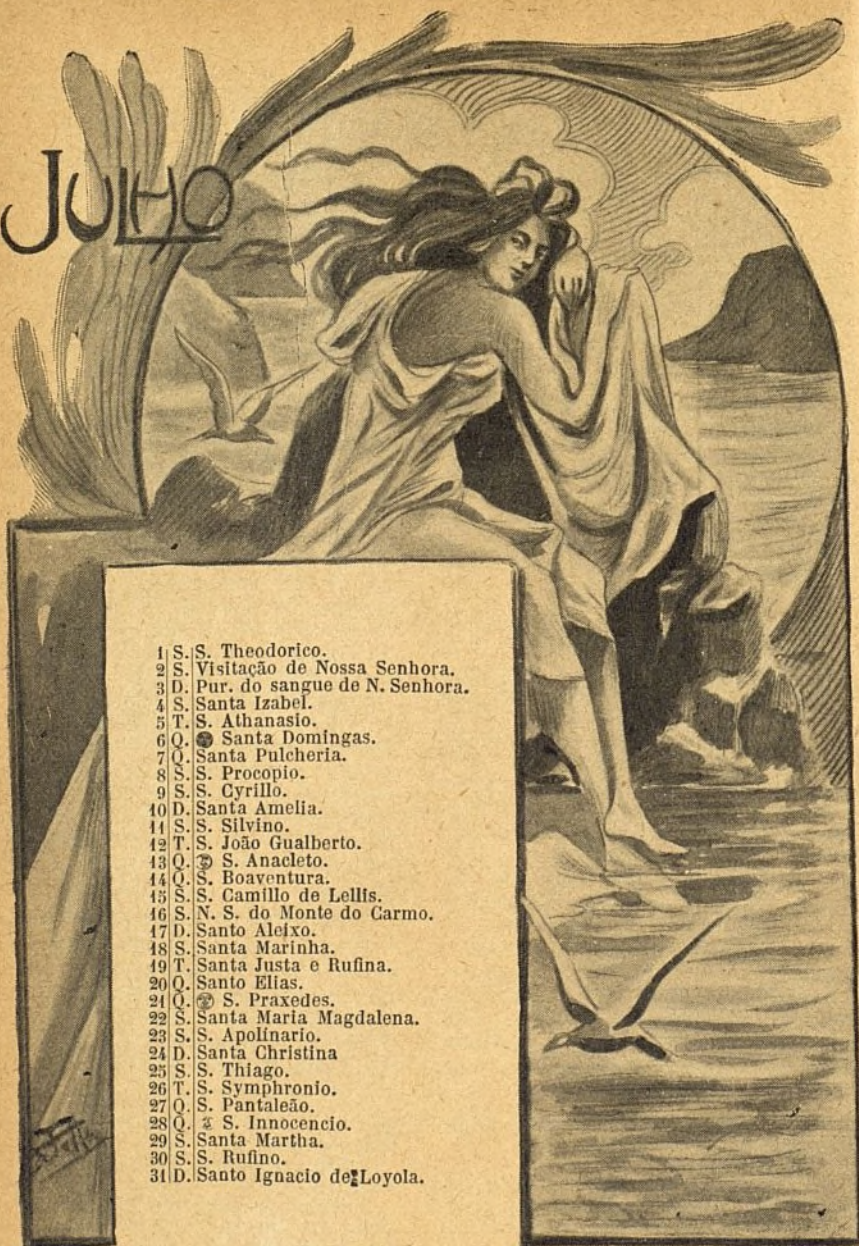 JULHO
1 S. S. Theodorico.
2 S. Visitação de Nossa Senhora.
3 D. Pur. do sangue de N. Senhora.
4 S. Santa Izabel.
5 T. S. Athanasio.
6 Q. Santa Domingas.
7 Q. Santa Pulcheria.
8 S. S. Procopio.
9 S. S. Cyrillo.
10 D. Santa Amelia.
11 S. S. Silvino.
12 T. S. João Gualberto.
13 Q. S. Anacleto.
14 Q. S. Boaventura.
15 S. S. Camillo de Lellis.
16 S. N. S. do Monte do Carmo.
17 D. Santo Aleixo.
18 S. Santa Marinha.
19 T. Santa Justa e Rufina.
20 Q. Santo Elias.
21 Q. S. Praxedes.
22 S. Santa Maria Magdalena.
23 S. S. Apolinario.
24 D. Santa Christina
25 S. S. Thiago.
26 T. S. Symphronio.
27 Q. S. Pantaleão.
28 Q. S. Innocencio.
29 S. Santa Martha.
30 S. S. Rufino.
31 D. Santo Ignacio de Loyola.